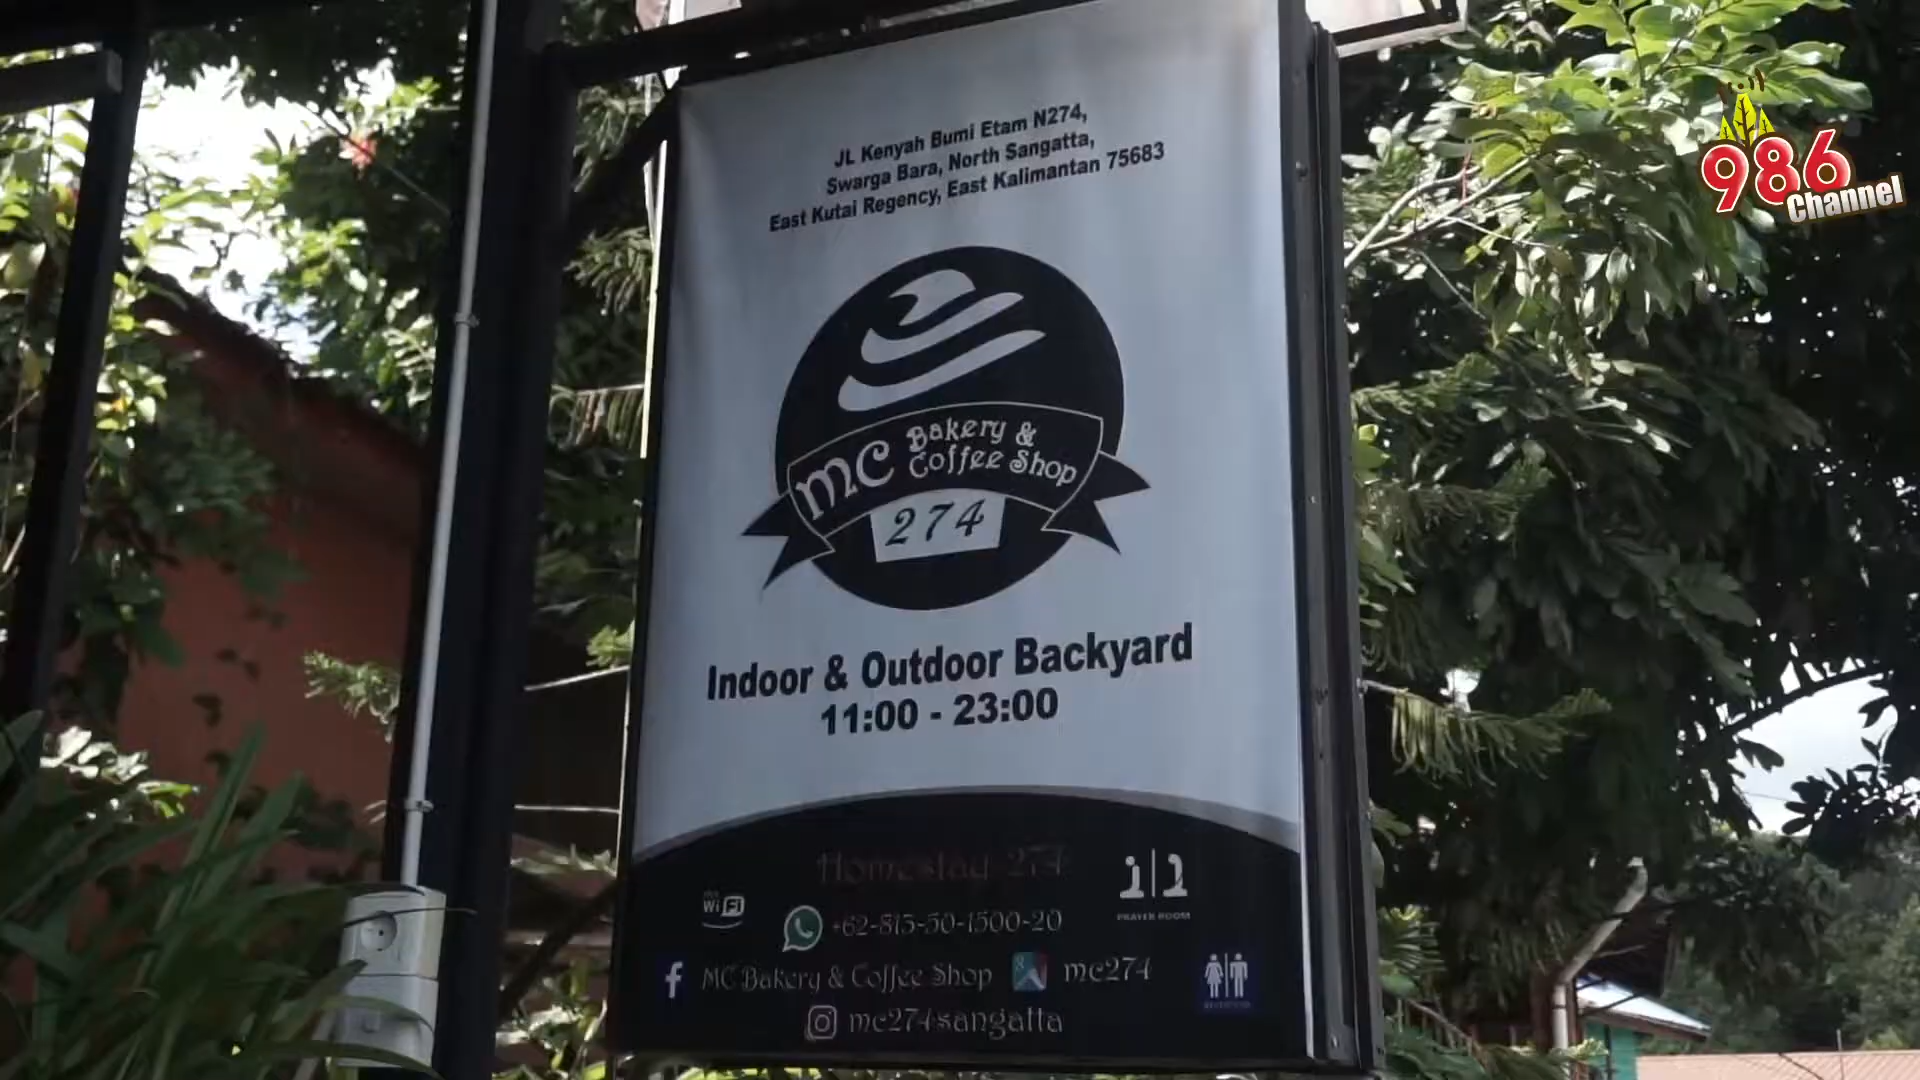 JL Kenyah Bumi Etam N274,
Swarga Bara, North Sangatta,
East Kutai Regency, East Kalimantan 75683
MC Bakery &
Coffee Shop
274
Indoor & Outdoor Backyard
11:00 - 23:00
Homestay 274
WiFi
+62-815-50-1500-20
PRAYER ROOM
MC Bakery & Coffee Shop
mc274
mc274sangatta
986
Channel